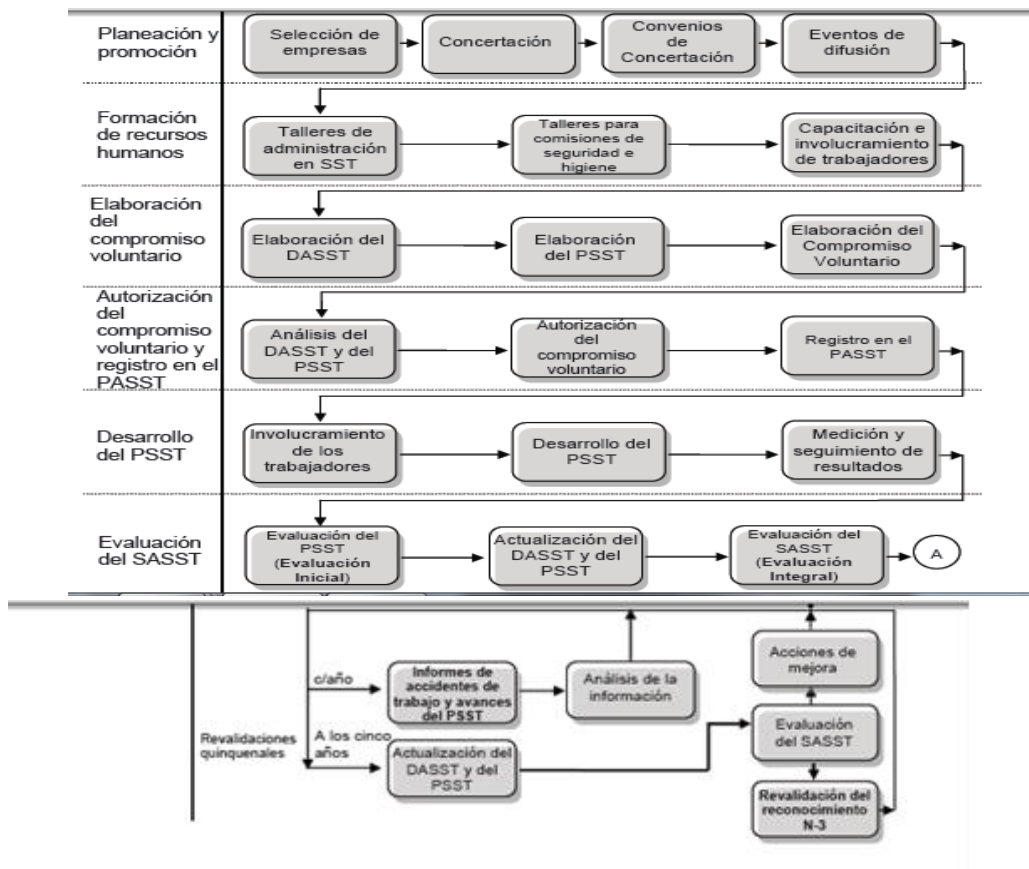 Planeación y
promoción
Selección de
empresas
Concertación
Convenios
de
Concertación
Eventos de
difusión
Formación
de recursos
humanos
Talleres de
administración
en SST
Talleres para
comisiones de
seguridad e
higiene
Capacitación e
involucramiento
de trabajadores
Elaboración
del
compromiso
voluntario
Elaboración del
DASST
Elaboración
del PSST
Elaboración del
Compromiso
Voluntario
Autorización
del
compromiso
voluntario y
registro en el
PASST
Análisis del
DASST y del
PSST
Autorización
del
compromiso
voluntario
Registro en el
PASST
Desarrollo
del PSST
Involucramiento
de los
trabajadores
Desarrollo del
PSST
Medición y
seguimiento de
resultados
Evaluación
del SASST
Evaluación del
PSST
(Evaluación
Inicial)
Actualización del
DASST y del
PSST
Evaluación del
SASST
(Evaluación
Integral)
A
Revalidaciones
quinquenales
c/año
Informes de
accidentes de
trabajo y avances
del PSST
Análisis de la
información
Acciones de
mejora
A los cinco
años
Actualización del
DASST y del
PSST
Evaluación
del SASST
Revalidación del
reconocimiento
N-3